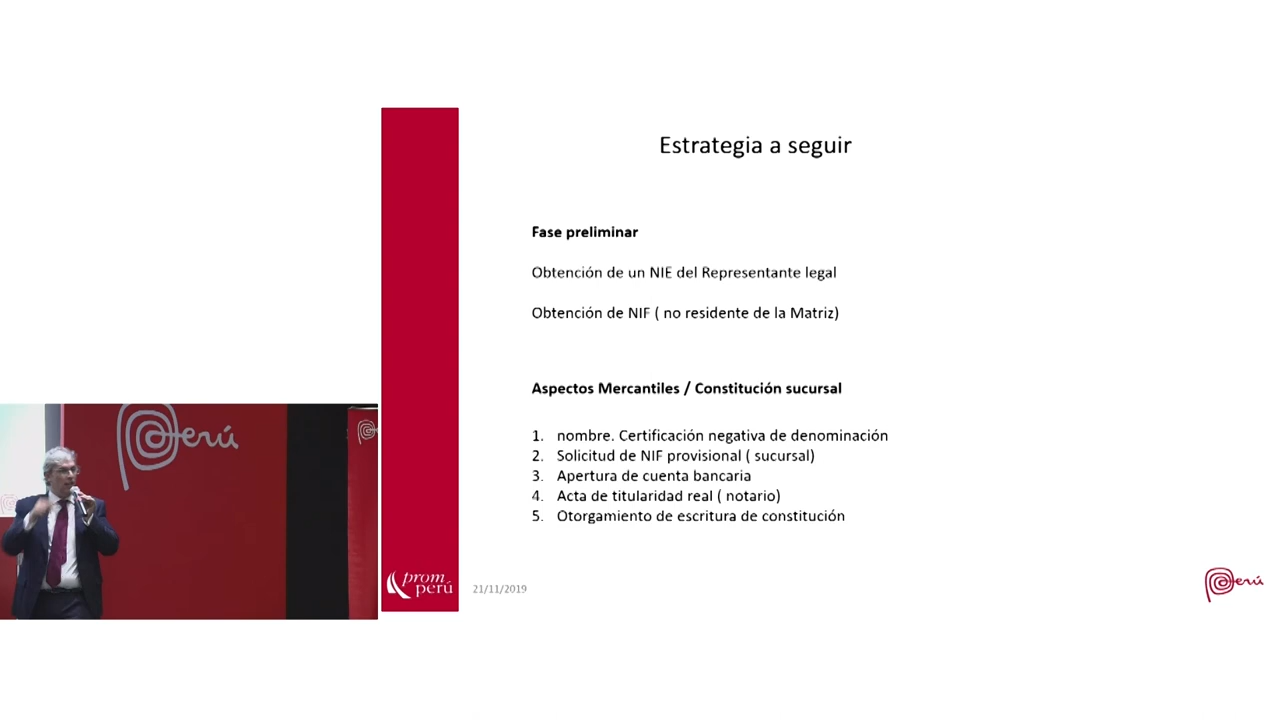 Estrategia a seguir
Fase preliminar
Obtención de un NIE del Representante legal
Obtención de NIF ( no residente de la Matriz)
Aspectos Mercantiles / Constitución sucursal
1. nombre. Certificación negativa de denominación
2. Solicitud de NIF provisional ( sucursal)
3. Apertura de cuenta bancaria
4. Acta de titularidad real ( notario)
5. Otorgamiento de escritura de constitución
Perú
prom
perú
21/11/2019
Perú